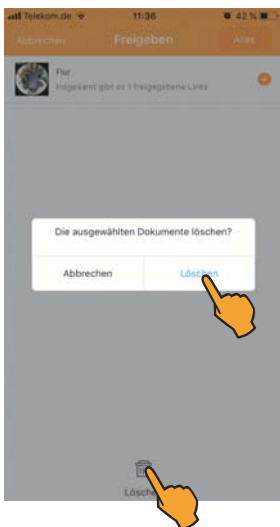 Telekom.de 11:36 42 %
Abbrechen Freigeben Alles
Flur
Insgesamt gibt es 1 freigegebene Links
Die ausgewählten Dokumente löschen?
Abbrechen Löschen
Löschen